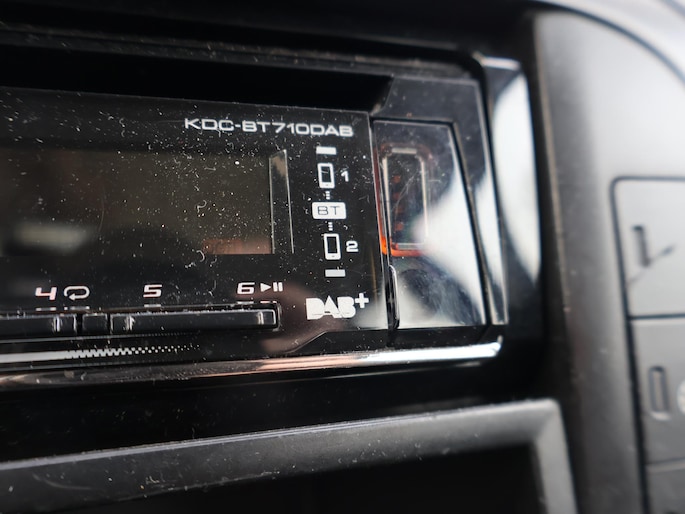 KDC-BT710DAB
1
BT
2
4 5 6
DAB+